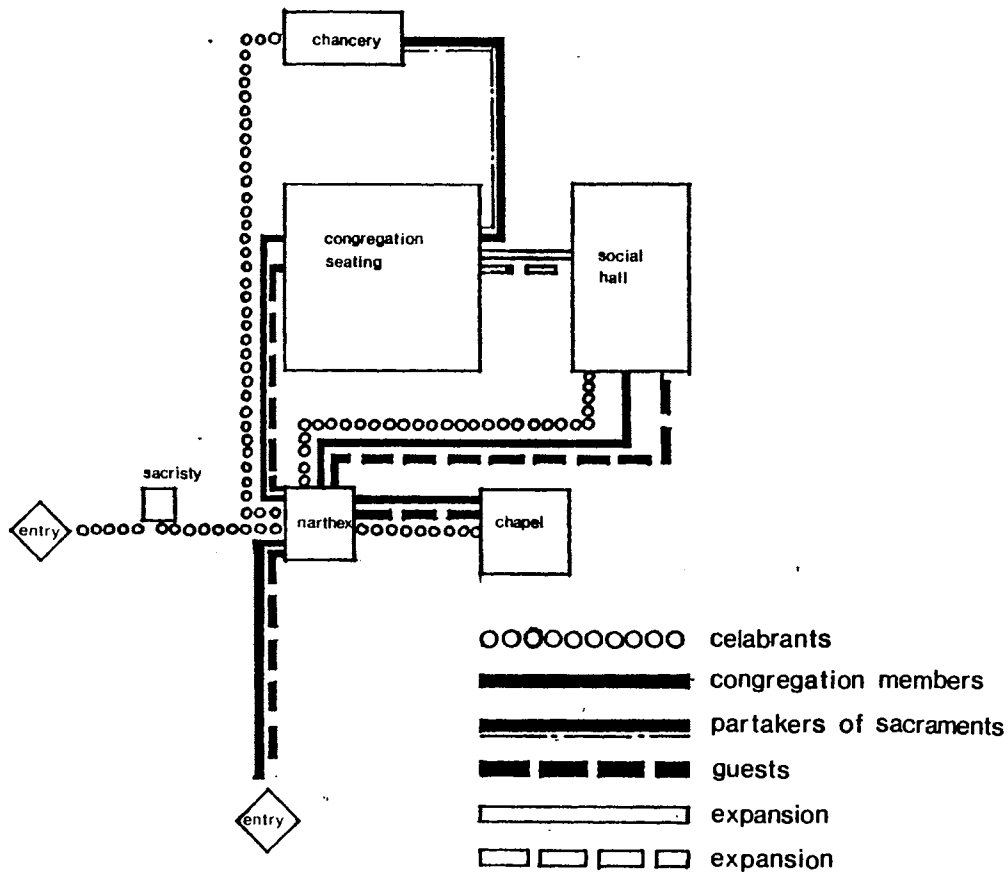 chancery
congregation
seating
social
hall
sacristy
entry
narthex
chapel
entry
celabrants
congregation members
partakers of sacraments
guests
expansion
expansion